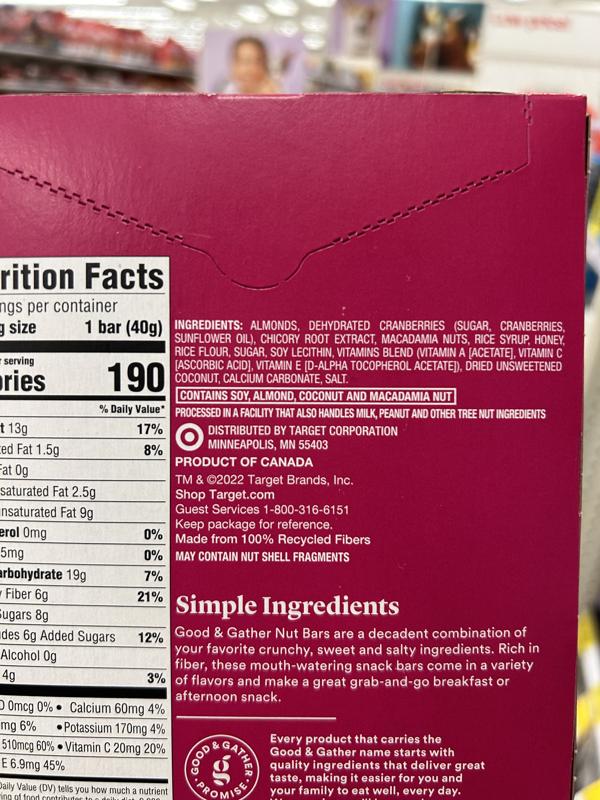 rition Facts
ngs per container
g size 1 bar (40g)
r serving
ories 190
% Daily Value*
t 13g 17%
ed Fat 1.5g 8%
Fat 0g
saturated Fat 2.5g
nsaturated Fat 9g
erol 0mg 0%
5mg 0%
arbohydrate 19g 7%
y Fiber 6g 21%
Sugars 8g
des 6g Added Sugars 12%
Alcohol 0g
4g 3%
D 0mcg 0% • Calcium 60mg 4%
mg 6% • Potassium 170mg 4%
510mcg 60% • Vitamin C 20mg 20%
E 6.9mg 45%
Daily Value (DV) tells you how much a nutrient
INGREDIENTS: ALMONDS, DEHYDRATED CRANBERRIES (SUGAR, CRANBERRIES,
SUNFLOWER OIL), CHICORY ROOT EXTRACT, MACADAMIA NUTS, RICE SYRUP, HONEY,
RICE FLOUR, SUGAR, SOY LECITHIN, VITAMINS BLEND (VITAMIN A [ACETATE], VITAMIN C
[ASCORBIC ACID], VITAMIN E [D-ALPHA TOCOPHEROL ACETATE]), DRIED UNSWEETENED
COCONUT, CALCIUM CARBONATE, SALT.
CONTAINS SOY, ALMOND, COCONUT AND MACADAMIA NUT
PROCESSED IN A FACILITY THAT ALSO HANDLES MILK, PEANUT AND OTHER TREE NUT INGREDIENTS
DISTRIBUTED BY TARGET CORPORATION
MINNEAPOLIS, MN 55403
PRODUCT OF CANADA
TM & ©2022 Target Brands, Inc.
Shop Target.com
Guest Services 1-800-316-6151
Keep package for reference.
Made from 100% Recycled Fibers
MAY CONTAIN NUT SHELL FRAGMENTS
Simple Ingredients
Good & Gather Nut Bars are a decadent combination of
your favorite crunchy, sweet and salty ingredients. Rich in
fiber, these mouth-watering snack bars come in a variety
of flavors and make a great grab-and-go breakfast or
afternoon snack.
GOOD & GATHER
g
PROMISE
Every product that carries the
Good & Gather name starts with
quality ingredients that deliver great
taste, making it easier for you and
your family to eat well, every day.